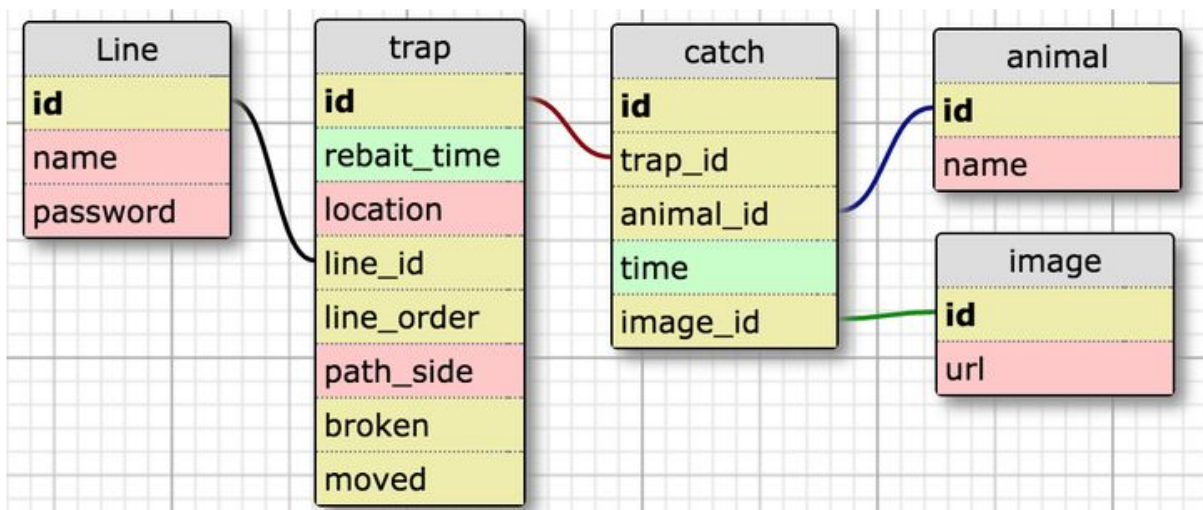 Line
id
name
password
trap
id
rebait_time
location
line_id
line_order
path_side
broken
moved
catch
id
trap_id
animal_id
time
image_id
animal
id
name
image
id
url